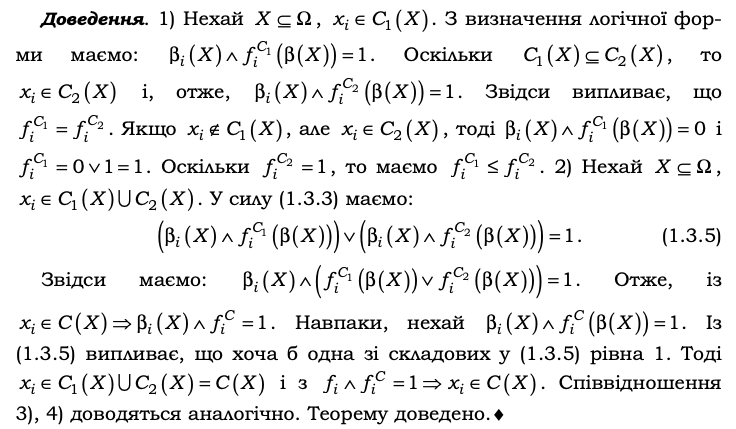 Доведення. 1) Нехай X ⊆ Ω, xᵢ ∈ C₁(X). З визначення логічної фор-
ми маємо: βᵢ(X) ∧ fᵢ^{C₁}(β(X)) = 1. Оскільки C₁(X) ⊆ C₂(X), то
xᵢ ∈ C₂(X) і, отже, βᵢ(X) ∧ fᵢ^{C₂}(β(X)) = 1. Звідси випливає, що
fᵢ^{C₁} = fᵢ^{C₂}. Якщо xᵢ ∉ C₁(X), але xᵢ ∈ C₂(X), тоді βᵢ(X) ∧ fᵢ^{C₁}(β(X)) = 0 і
fᵢ^{C₁} = 0 ∨ 1 = 1. Оскільки fᵢ^{C₂} = 1, то маємо fᵢ^{C₁} ≤ fᵢ^{C₂}. 2) Нехай X ⊆ Ω,
xᵢ ∈ C₁(X) ⋃ C₂(X). У силу (1.3.3) маємо:
(βᵢ(X) ∧ fᵢ^{C₁}(β(X))) ∨ (βᵢ(X) ∧ fᵢ^{C₂}(β(X))) = 1. (1.3.5)
Звідси маємо: βᵢ(X) ∧ (fᵢ^{C₁}(β(X)) ∨ fᵢ^{C₂}(β(X))) = 1. Отже, із
xᵢ ∈ C(X) ⇒ βᵢ(X) ∧ fᵢ^{C} = 1. Навпаки, нехай βᵢ(X) ∧ fᵢ^{C}(β(X)) = 1. Із
(1.3.5) випливає, що хоча б одна зі складових у (1.3.5) рівна 1. Тоді
xᵢ ∈ C₁(X) ⋃ C₂(X) = C(X) і з fᵢ ∧ fᵢ^{C} = 1 ⇒ xᵢ ∈ C(X). Співвідношення
3), 4) доводяться аналогічно. Теорему доведено.♦